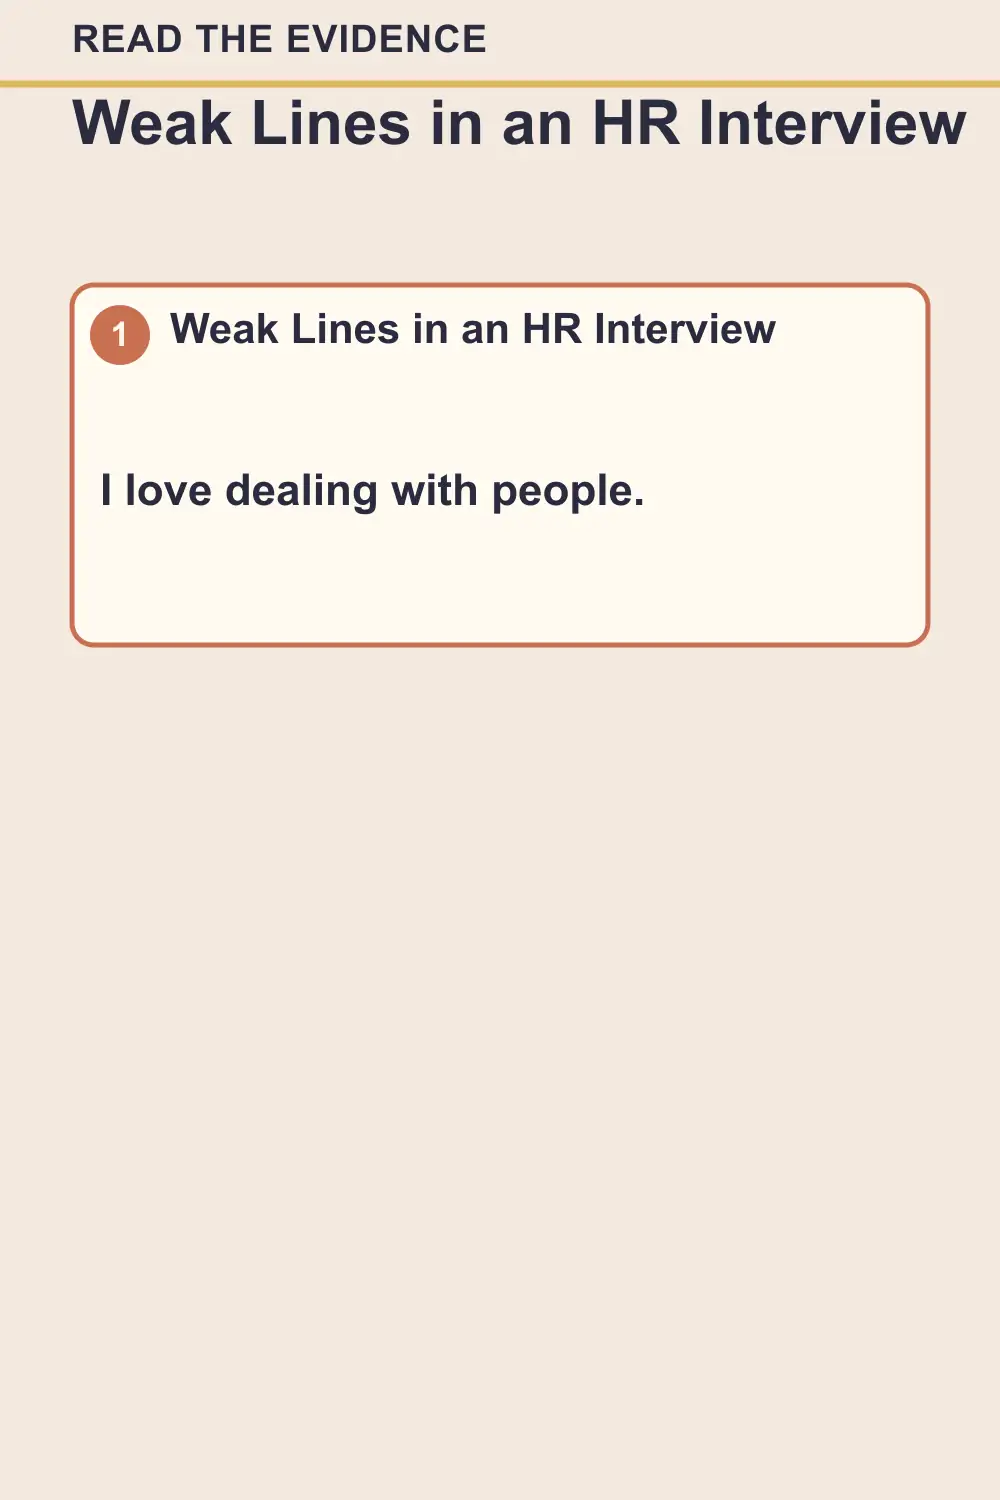 READ THE EVIDENCE
Weak Lines in an HR Interview
1 Weak Lines in an HR Interview
I love dealing with people.